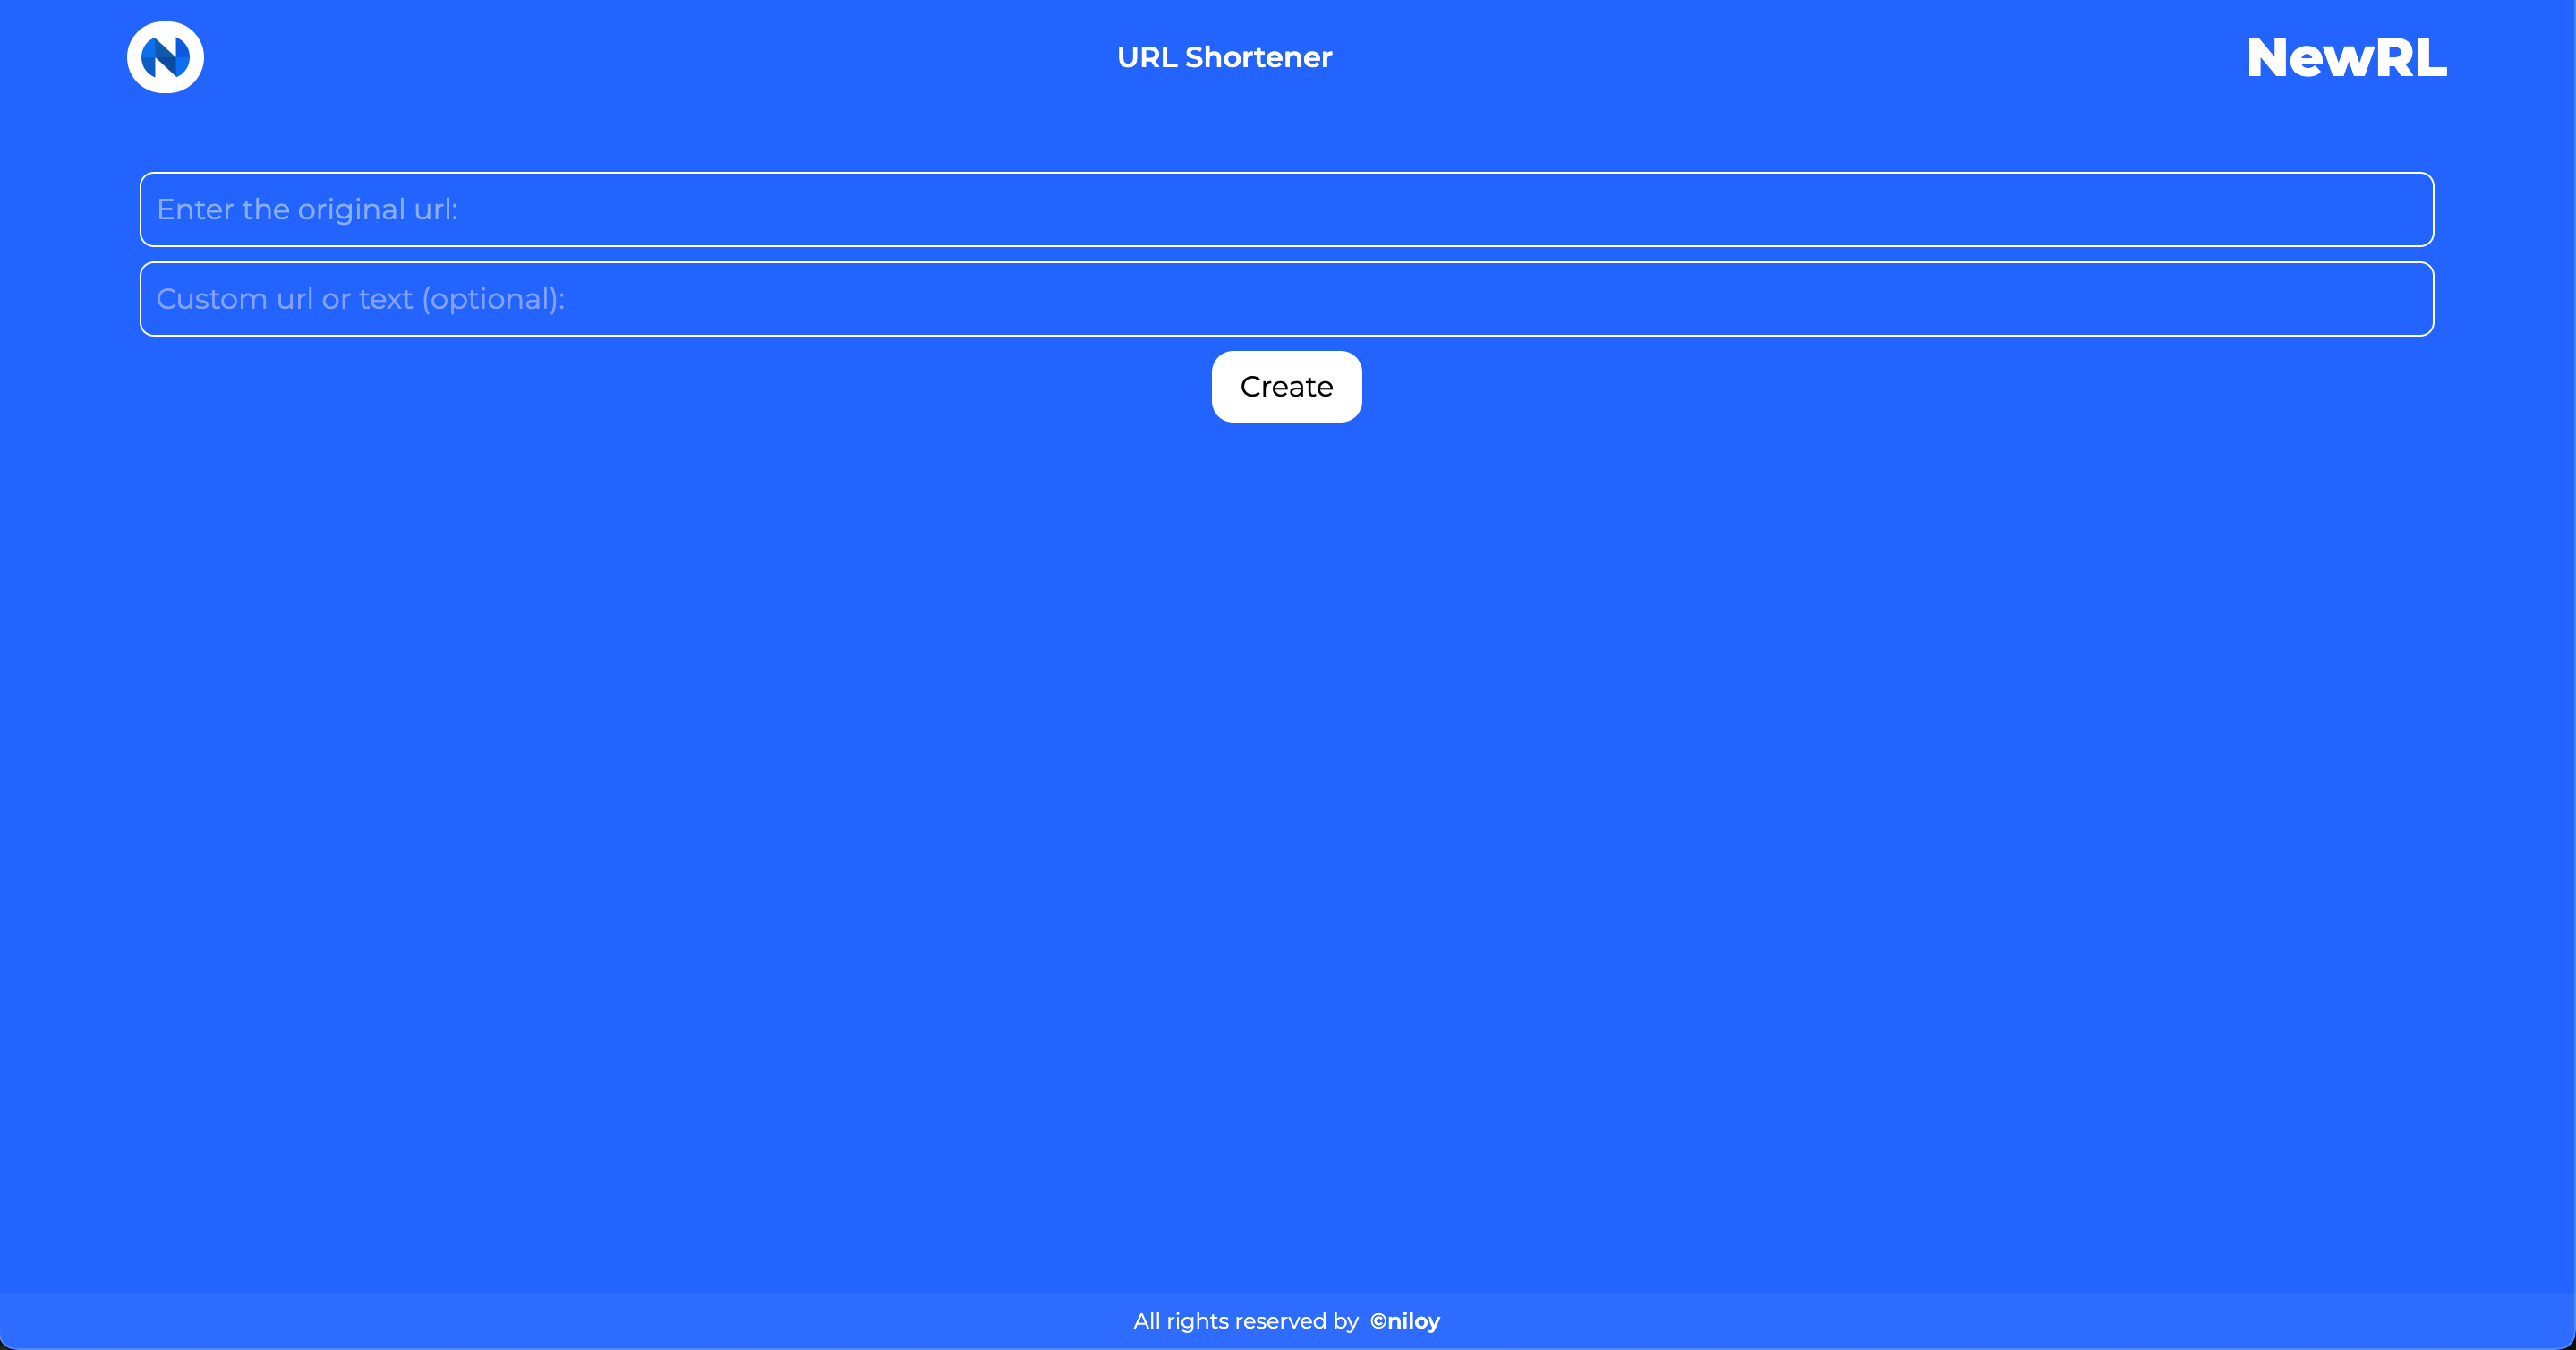 N
URL Shortener
NewRL
Enter the original url:
Custom url or text (optional):
Create
All rights reserved by ©niloy